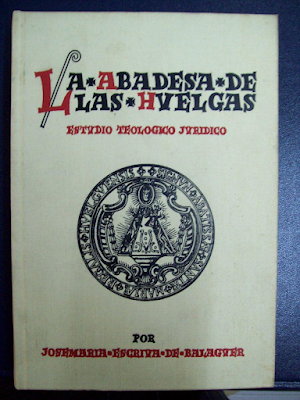 LA·ABADESA·DE
LAS·HVELGAS
ESTVDIO TEOLOGICO JVRIDICO
POR
JOSEMARIA·ESCRIVA·DE·BALAGVER